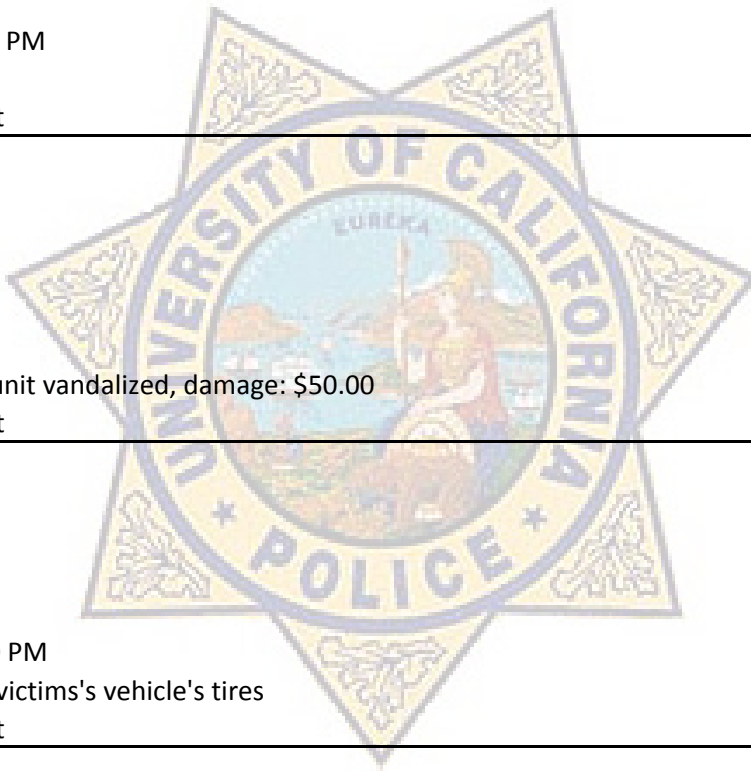 PM
t
UNIVERSITY OF CALIFORNIA
EUREKA
unit vandalized, damage: $50.00
t
POLICE
PM
victims's vehicle's tires
t